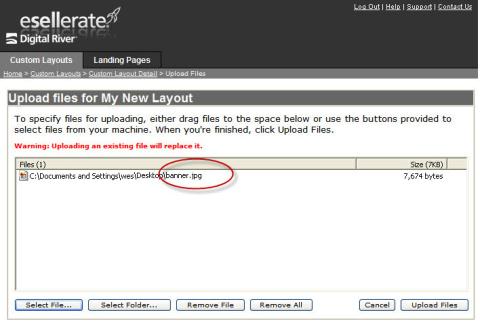 Log Out | Help | Support | Contact Us
esellerate
Digital River
Custom Layouts Landing Pages
Home > Custom Layouts > Custom Layout Detail > Upload Files
Upload files for My New Layout
To specify files for uploading, either drag files to the space below or use the buttons provided to
select files from your machine. When you're finished, click Upload Files.
Warning: Uploading an existing file will replace it.
Files (1) Size (7KB)
C:\Documents and Settings\wes\Desktop\banner.jpg 7,674 bytes
Select File... Select Folder... Remove File Remove All Cancel Upload Files